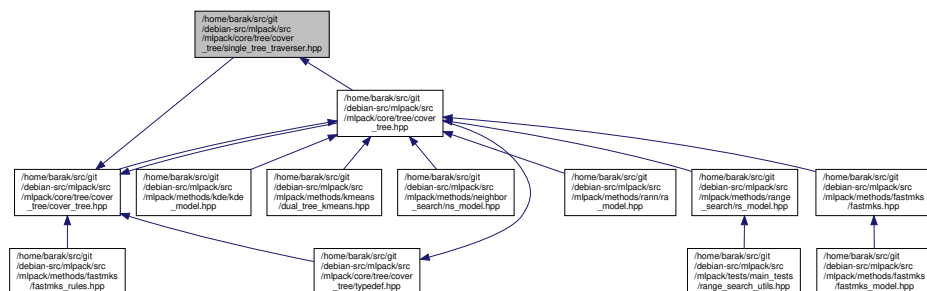 /home/barak/src/git
/debian-src/mlpack/src
/mlpack/core/tree/cover
_tree/single_tree_traverser.hpp
/home/barak/src/git
/debian-src/mlpack/src
/mlpack/core/tree/cover
_tree.hpp
/home/barak/src/git
/debian-src/mlpack/src
/mlpack/core/tree/cover
_tree/cover_tree.hpp
/home/barak/src/git
/debian-src/mlpack/src
/mlpack/methods/kde/kde
_model.hpp
/home/barak/src/git
/debian-src/mlpack/src
/mlpack/methods/kmeans
/dual_tree_kmeans.hpp
/home/barak/src/git
/debian-src/mlpack/src
/mlpack/methods/neighbor
_search/ns_model.hpp
/home/barak/src/git
/debian-src/mlpack/src
/mlpack/methods/rann/ra
_model.hpp
/home/barak/src/git
/debian-src/mlpack/src
/mlpack/methods/range
_search/rs_model.hpp
/home/barak/src/git
/debian-src/mlpack/src
/mlpack/methods/fastmks
/fastmks.hpp
/home/barak/src/git
/debian-src/mlpack/src
/mlpack/methods/fastmks
/fastmks_rules.hpp
/home/barak/src/git
/debian-src/mlpack/src
/mlpack/core/tree/cover
_tree/typedef.hpp
/home/barak/src/git
/debian-src/mlpack/src
/mlpack/tests/main_tests
/range_search_utils.hpp
/home/barak/src/git
/debian-src/mlpack/src
/mlpack/methods/fastmks
/fastmks_model.hpp